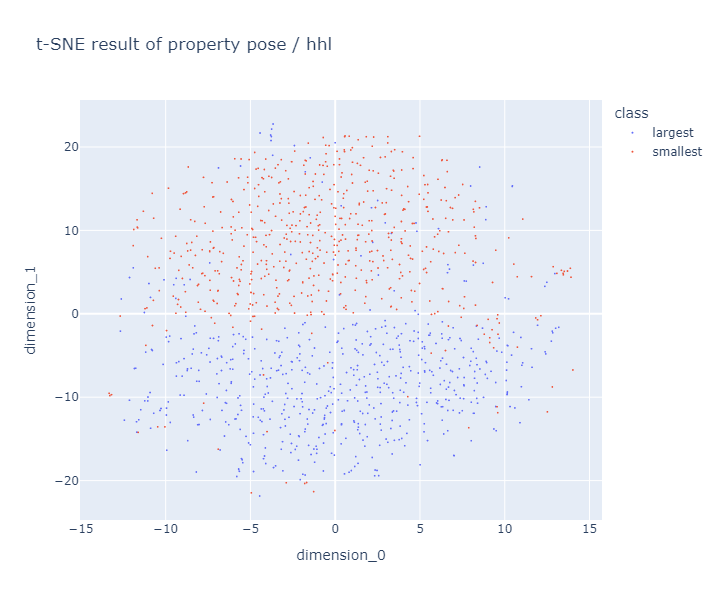 t-SNE result of property pose / hhl
class
largest
smallest
20
10
0
−10
−20
−15
−10
−5
0
5
10
15
dimension_1
dimension_0